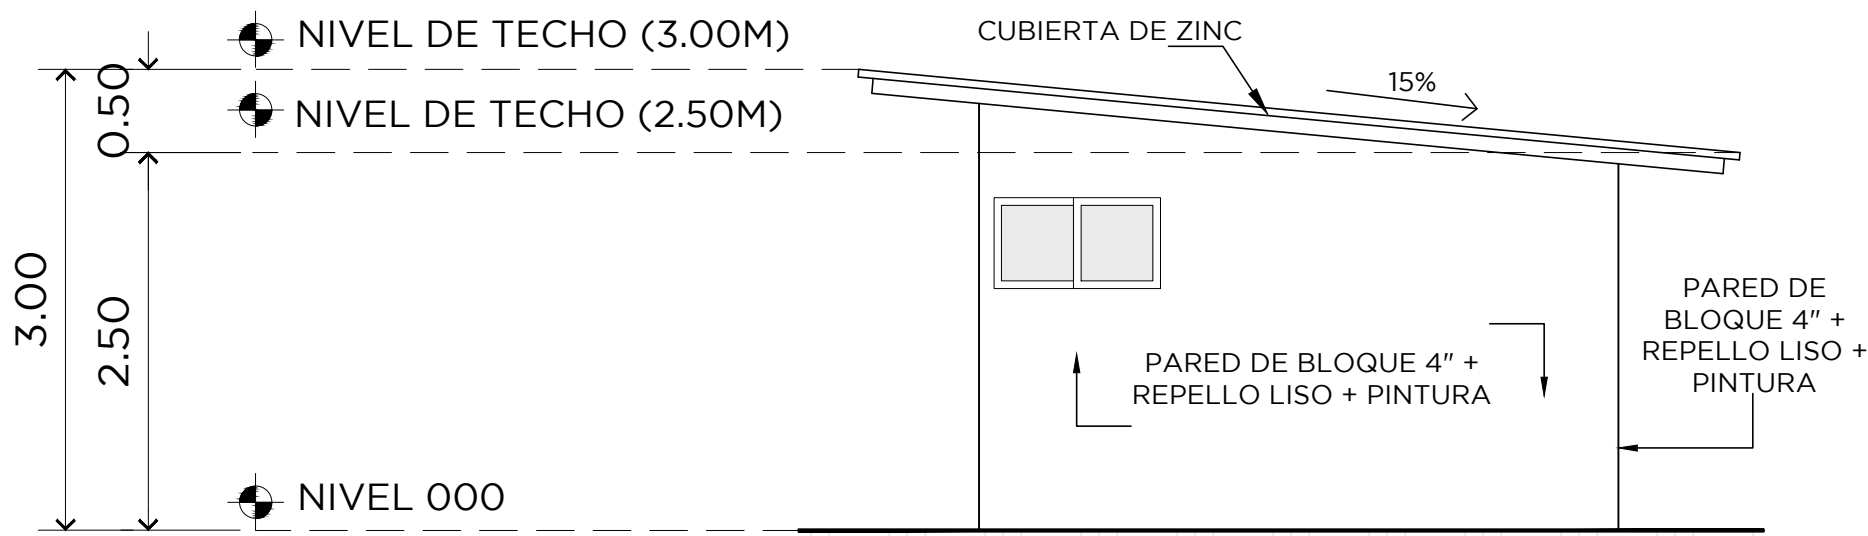 NIVEL DE TECHO (3.00M)
CUBIERTA DE ZINC
15%
0.50
NIVEL DE TECHO (2.50M)
3.00
2.50
PARED DE
BLOQUE 4" +
REPELLO LISO +
PINTURA
PARED DE BLOQUE 4" +
REPELLO LISO + PINTURA
NIVEL 000